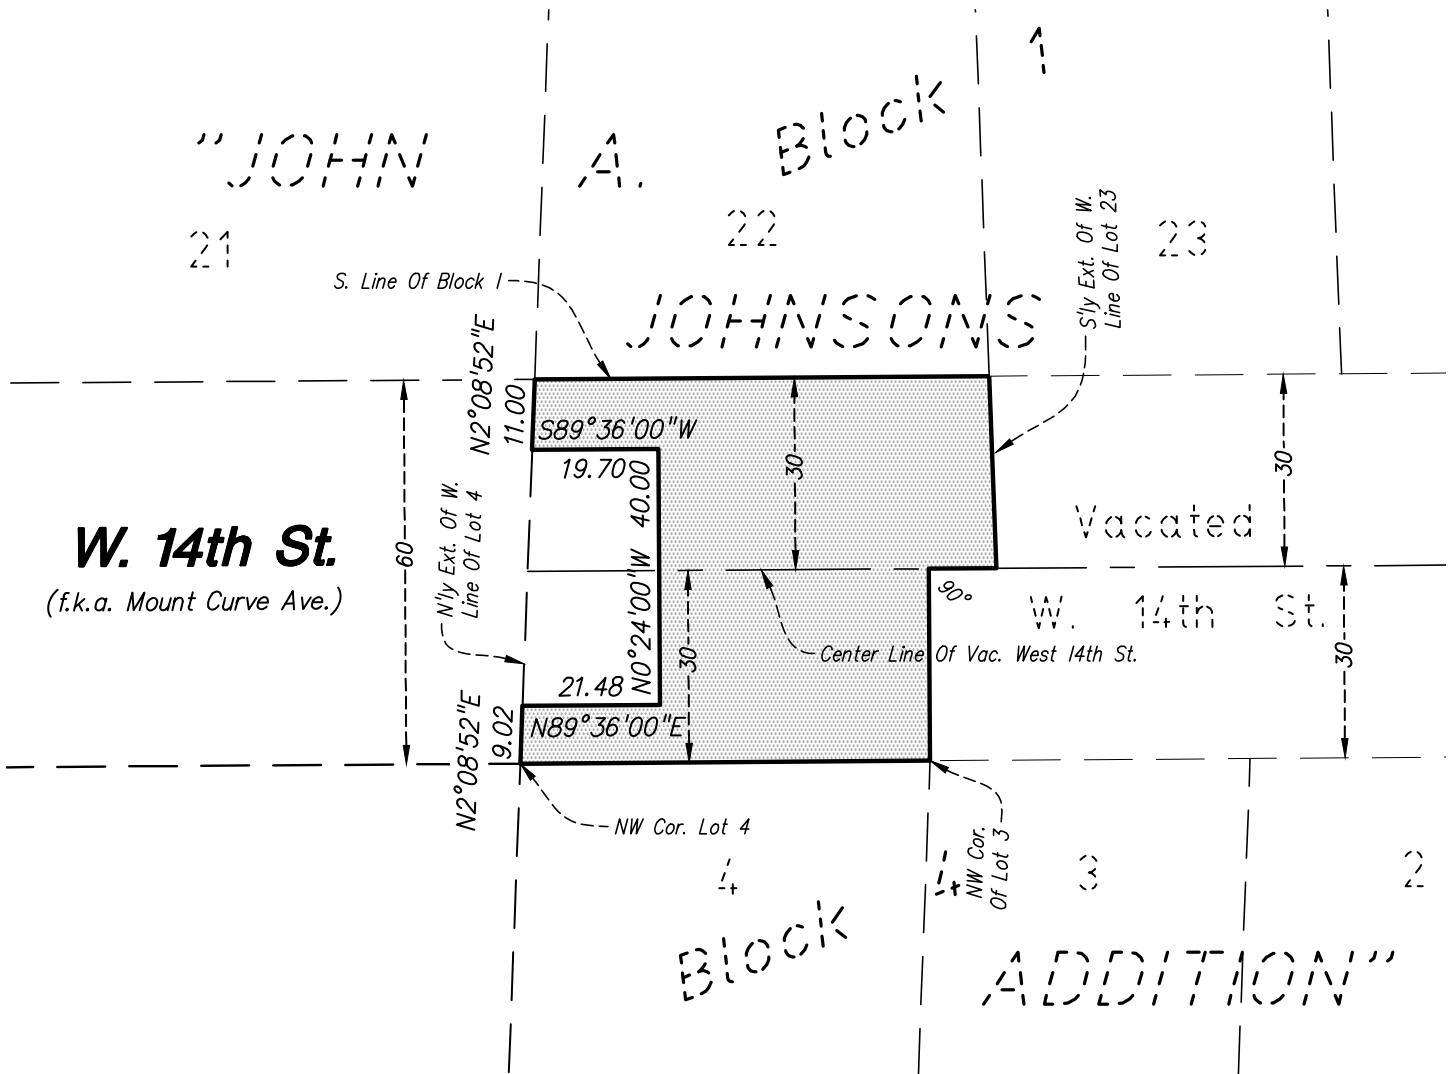 1
Block
"JOHN A.
22
21
23
S'ly Ext. Of W.
Line Of Lot 23
S. Line Of Block 1
JOHNSONS
N2°08'52"E
11.00
S89°36'00"W
19.70
30
30
40.00
N'ly Ext. Of W.
Line Of Lot 4
Vacated
W. 14th St.
60
(f.k.a. Mount Curve Ave.)
90°
W. 14th St.
N0°24'00"W
30
Center Line Of Vac. West 14th St.
30
21.48
N2°08'52"E
9.02
N89°36'00"E
NW Cor. Lot 4
NW Cor.
Of Lot 3
4
4
3
2
Block
ADDITION"